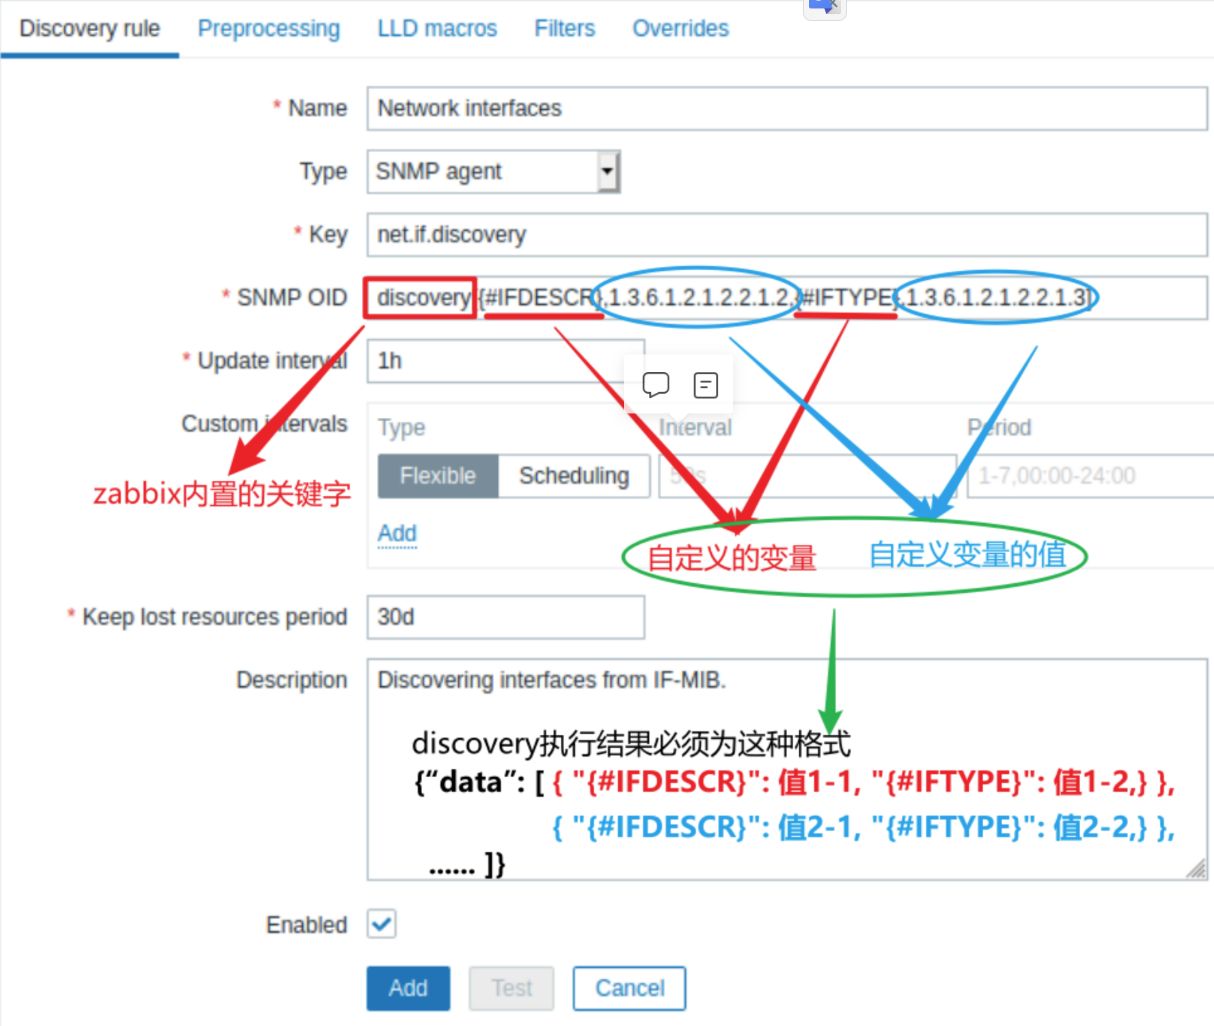 Discovery rule Preprocessing LLD macros Filters Overrides
* Name Network interfaces
Type SNMP agent
* Key net.if.discovery
* SNMP OID discovery[{#IFDESCR},1.3.6.1.2.1.2.2.1.2,{#IFTYPE},1.3.6.1.2.1.2.2.1.3]
* Update interval 1h
Custom intervals Type Interval Period
Flexible Scheduling 50s 1-7,00:00-24:00
zabbix内置的关键字
Add
自定义的变量 自定义变量的值
* Keep lost resources period 30d
Description Discovering interfaces from IF-MIB.
discovery执行结果必须为这种格式
{“data”: [ { "{#IFDESCR}": 值1-1, "{#IFTYPE}": 值1-2,} },
{ "{#IFDESCR}": 值2-1, "{#IFTYPE}": 值2-2,} },
...... ]}
Enabled
Add Test Cancel